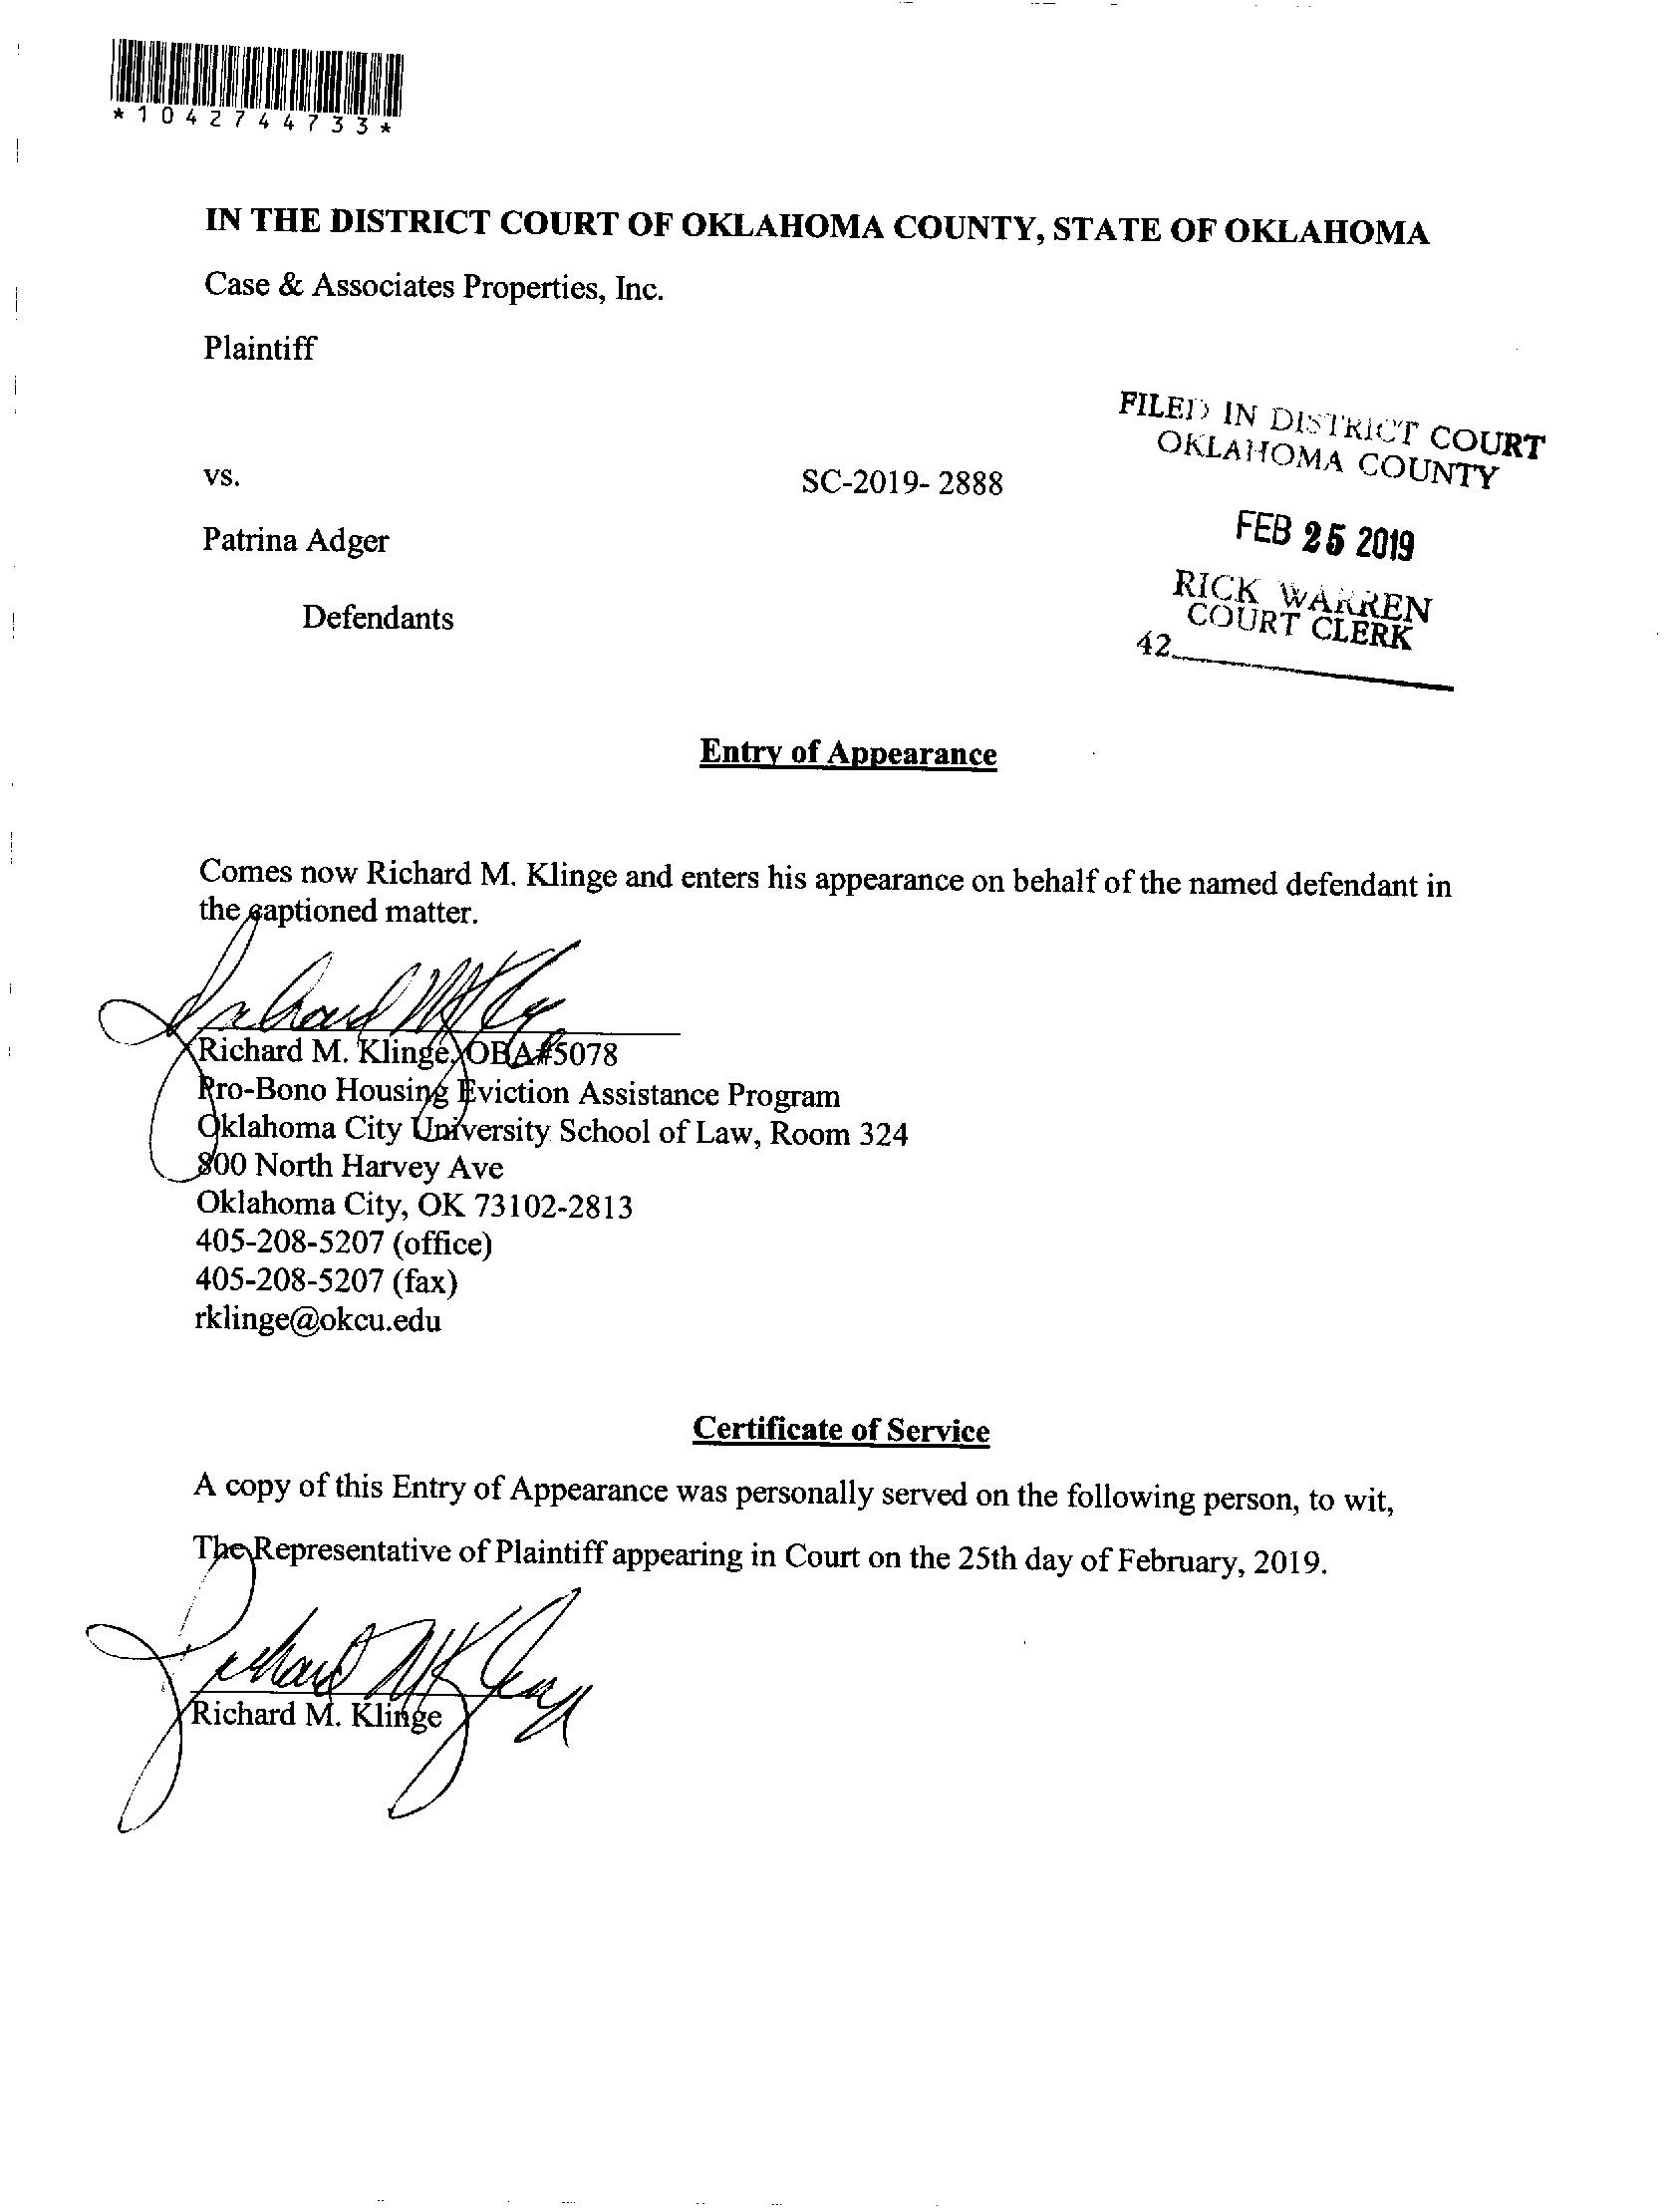 *1042744733*
IN THE DISTRICT COURT OF OKLAHOMA COUNTY, STATE OF OKLAHOMA
Case & Associates Properties, Inc.
Plaintiff
FILED IN DISTRICT COURT
OKLAHOMA COUNTY
vs.
SC-2019- 2888
FEB 25 2019
Patrina Adger
RICK WARREN
COURT CLERK
Defendants
42
Entry of Appearance
Comes now Richard M. Klinge and enters his appearance on behalf of the named defendant in
the captioned matter.
Richard M Klinge
Richard M. Klinge, OBA#5078
Pro-Bono Housing Eviction Assistance Program
Oklahoma City University School of Law, Room 324
800 North Harvey Ave
Oklahoma City, OK 73102-2813
405-208-5207 (office)
405-208-5207 (fax)
rklinge@okcu.edu
Certificate of Service
A copy of this Entry of Appearance was personally served on the following person, to wit,
The Representative of Plaintiff appearing in Court on the 25th day of February, 2019.
Richard M Klinge
Richard M. Klinge